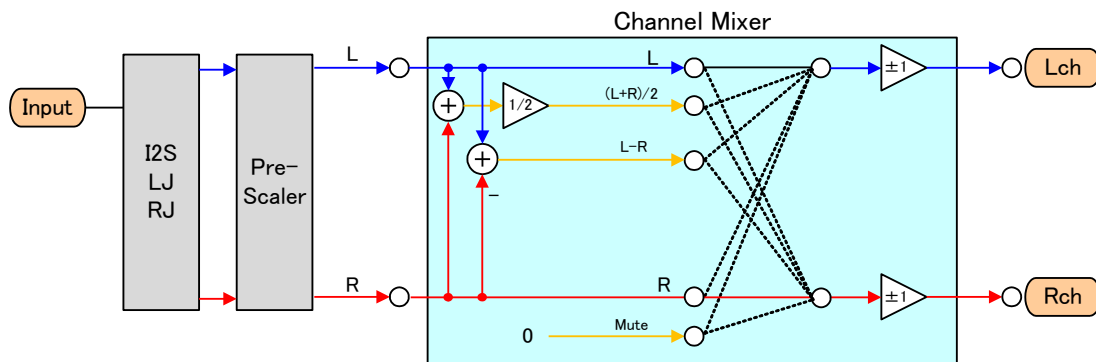 Channel Mixer
Input
I2S
LJ
RJ
Pre-
Scaler
L
L
+
1/2
(L+R)/2
+
L-R
-
R
R
0
Mute
±1
Lch
±1
Rch